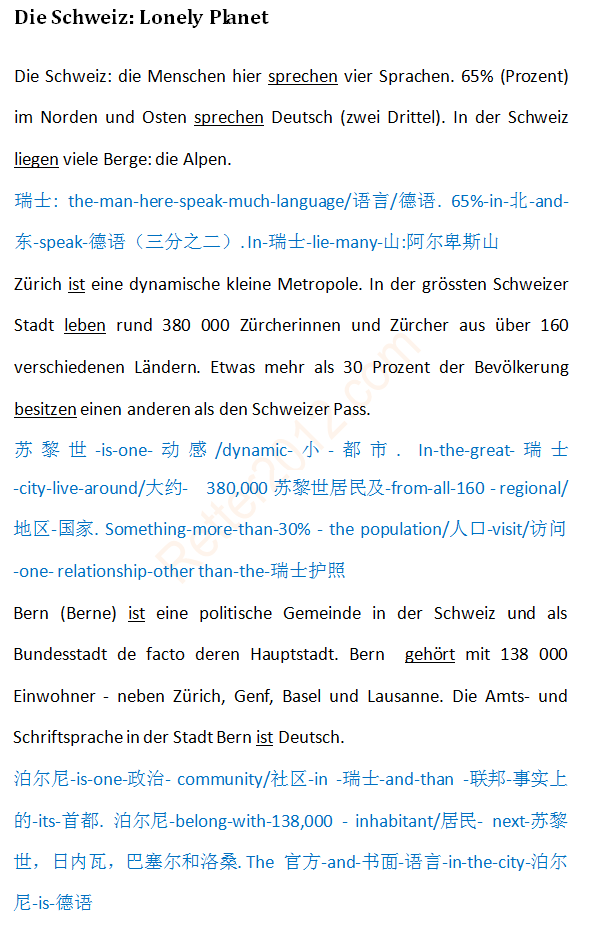 Die Schweiz: Lonely Planet
Die Schweiz: die Menschen hier sprechen vier Sprachen. 65% (Prozent)
im Norden und Osten sprechen Deutsch (zwei Drittel). In der Schweiz
liegen viele Berge: die Alpen.
瑞士: the-man-here-speak-much-language/语言/德语. 65%-in-北-and-
东-speak-德语（三分之二）. In-瑞士-lie-many-山:阿尔卑斯山
Zürich ist eine dynamische kleine Metropole. In der grössten Schweizer
Stadt leben rund 380 000 Zürcherinnen und Zürcher aus über 160
verschiedenen Ländern. Etwas mehr als 30 Prozent der Bevölkerung
besitzen einen anderen als den Schweizer Pass.
苏黎世-is-one-动感/dynamic-小-都市. In-the-great-瑞士
-city-live-around/大约- 380,000 苏黎世居民及-from-all-160 - regional/
地区-国家. Something-more-than-30% - the population/人口-visit/访问
-one- relationship-other than-the-瑞士护照
Bern (Berne) ist eine politische Gemeinde in der Schweiz und als
Bundesstadt de facto deren Hauptstadt. Bern gehört mit 138 000
Einwohner - neben Zürich, Genf, Basel und Lausanne. Die Amts- und
Schriftsprache in der Stadt Bern ist Deutsch.
泊尔尼-is-one-政治- community/社区-in -瑞士-and-than -联邦-事实上
的-its-首都. 泊尔尼-belong-with-138,000 - inhabitant/居民- next-苏黎
世，日内瓦，巴塞尔和洛桑. The 官方-and-书面-语言-in-the-city-泊尔
尼-is-德语